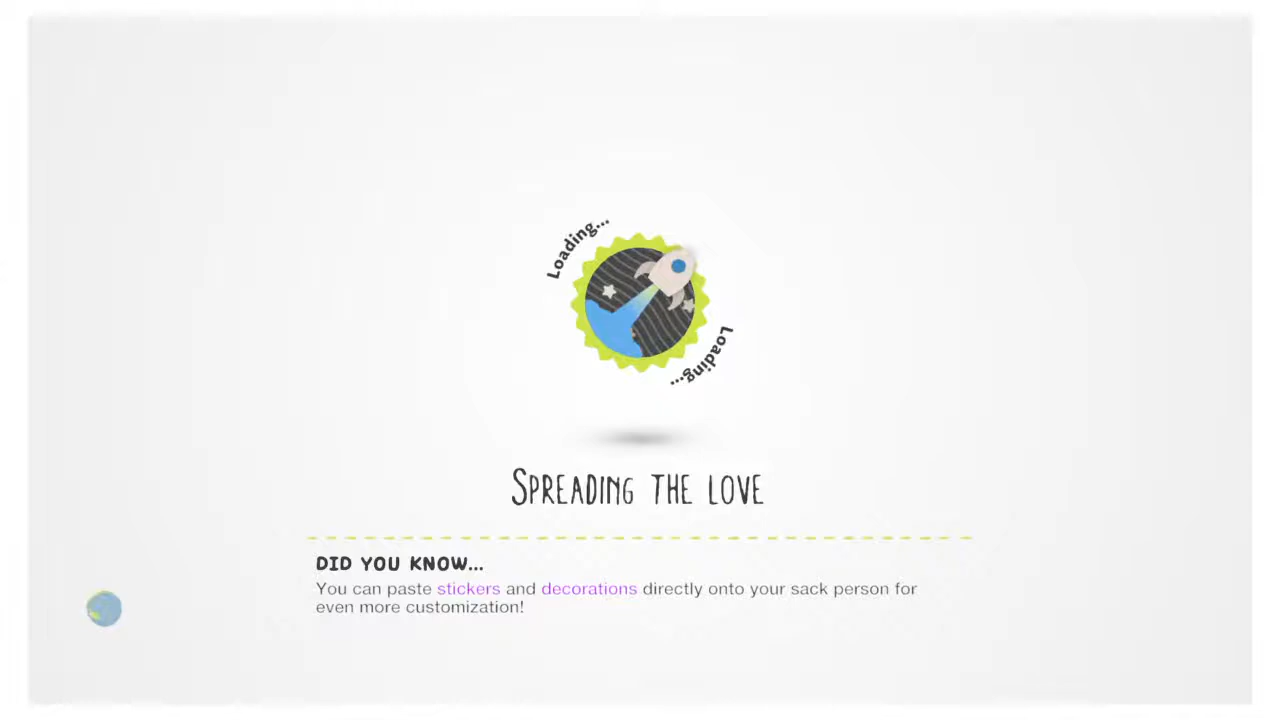 Loading...
Loading...
SPREADING THE LOVE
DID YOU KNOW...
You can paste stickers and decorations directly onto your sack person for
even more customization!